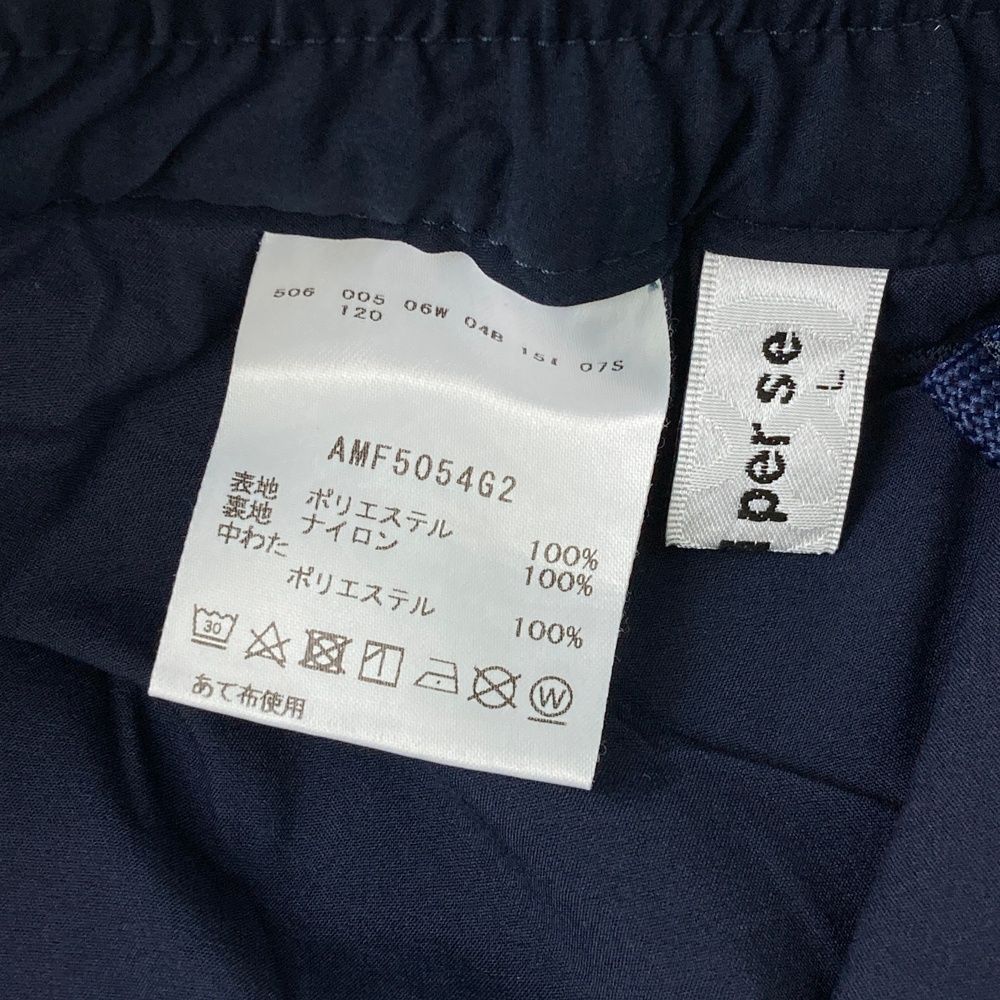 506 005 06W 04B 15I 07S
120
AMF5054G2
表地 ポリエステル 100%
裏地 ナイロン 100%
中わた
ポリエステル 100%
30
W
あて布使用
per se
L